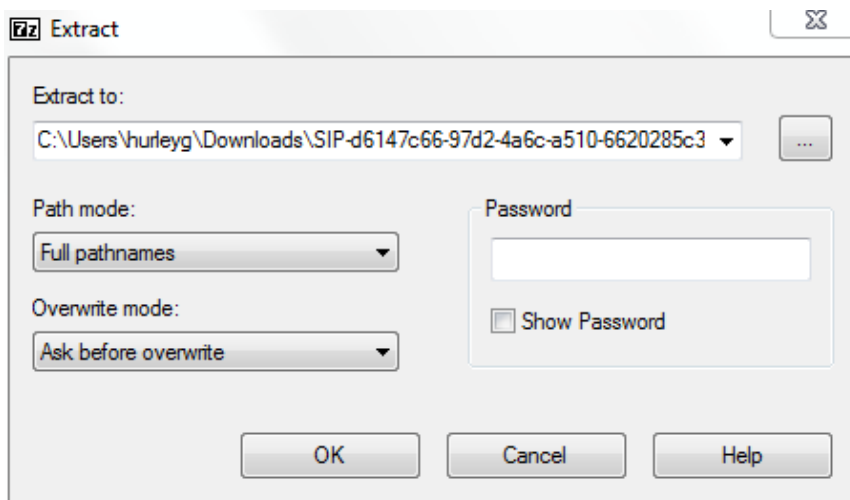 7z Extract
Extract to:
C:\Users\hurleyg\Downloads\SIP-d6147c66-97d2-4a6c-a510-6620285c3
...
Path mode:
Full pathnames
Overwrite mode:
Ask before overwrite
Password
Show Password
OK Cancel Help